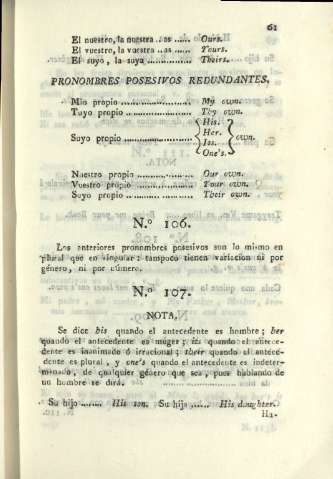 61
El nuestro, la nuestra ..as ...... Ours.
El vuestro, la vuestra ..as ...... Yours.
El suyo, la suya ............... Theirs.
PRONOMBRES POSESIVOS REDUNDANTES.
Mio propio ....................... My own.
Tuyo propio ..................... Thy own.
Suyo propio ..................... { His. Her. Its. One's. } own.
Nuestro propio ................. Our own.
Vuestro propio ................. Your own.
Suyo propio ..................... Their own.
N.º 106.
Los anteriores pronombres posesivos son lo mismo en
plural que en singular: tampoco tienen variacion ni por
género, ni por número.
N.º 107.
NOTA.
Se dice his quando el antecedente es hombre; her
quando el antecedente es muger; its quando el antece-
dente es inanimado ó irracional; their quando el antece-
dente es plural, y one's quando el antecedente es indeter-
minado, de qualquier género que sea, pues hablando de
un hombre se dirá.
Su hijo ........ His son. Su hija ...... His daughter.
Ha-